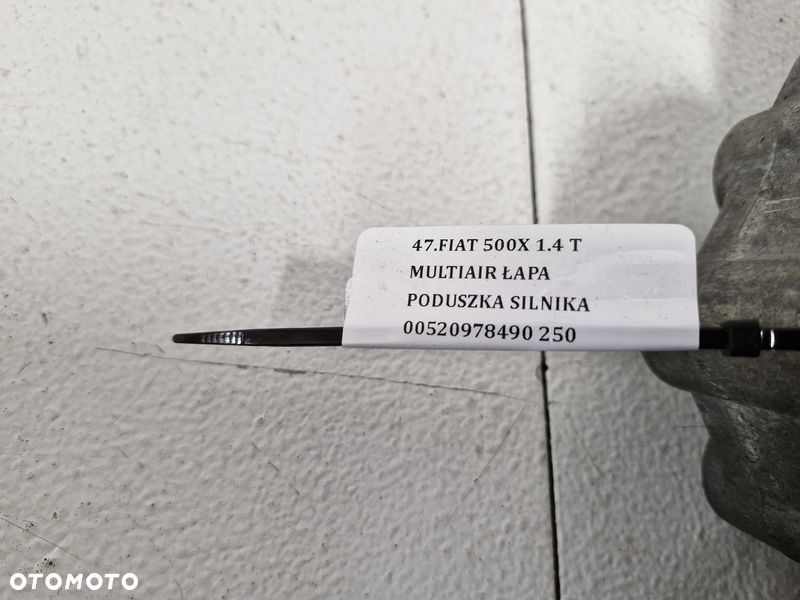 47.FIAT 500X 1.4 T
MULTIAIR ŁAPA
PODUSZKA SILNIKA
00520978490 250
OTOMOTO